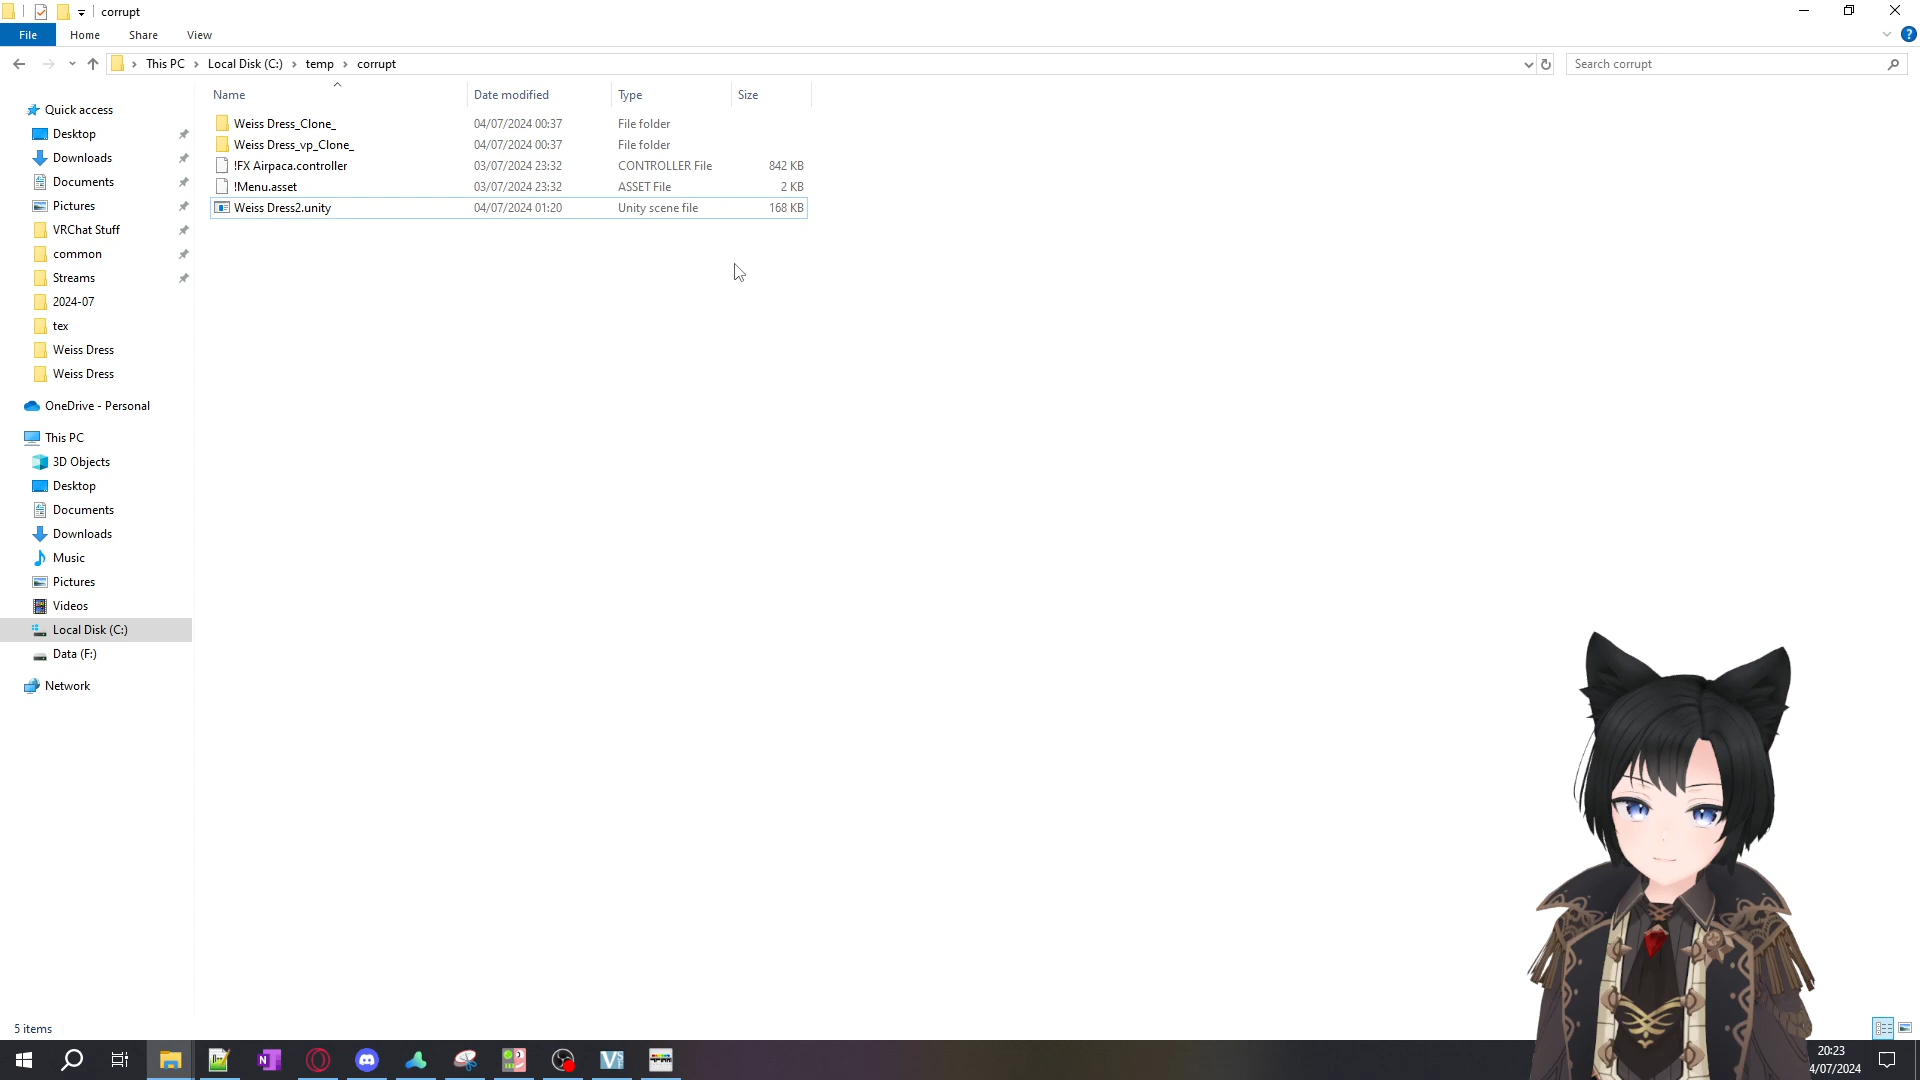 corrupt
File Home Share View
This PC Local Disk (C:) temp corrupt Search corrupt
Name Date modified Type Size
Weiss Dress_Clone_ 04/07/2024 00:37 File folder
Weiss Dress_vp_Clone_ 04/07/2024 00:37 File folder
!FX Airpaca.controller 03/07/2024 23:32 CONTROLLER File 842 KB
!Menu.asset 03/07/2024 23:32 ASSET File 2 KB
Weiss Dress2.unity 04/07/2024 01:20 Unity scene file 168 KB
Quick access
Desktop
Downloads
Documents
Pictures
VRChat Stuff
common
Streams
2024-07
tex
Weiss Dress
Weiss Dress
OneDrive - Personal
This PC
3D Objects
Desktop
Documents
Downloads
Music
Pictures
Videos
Local Disk (C:)
Data (F:)
Network
5 items
20:23
4/07/2024